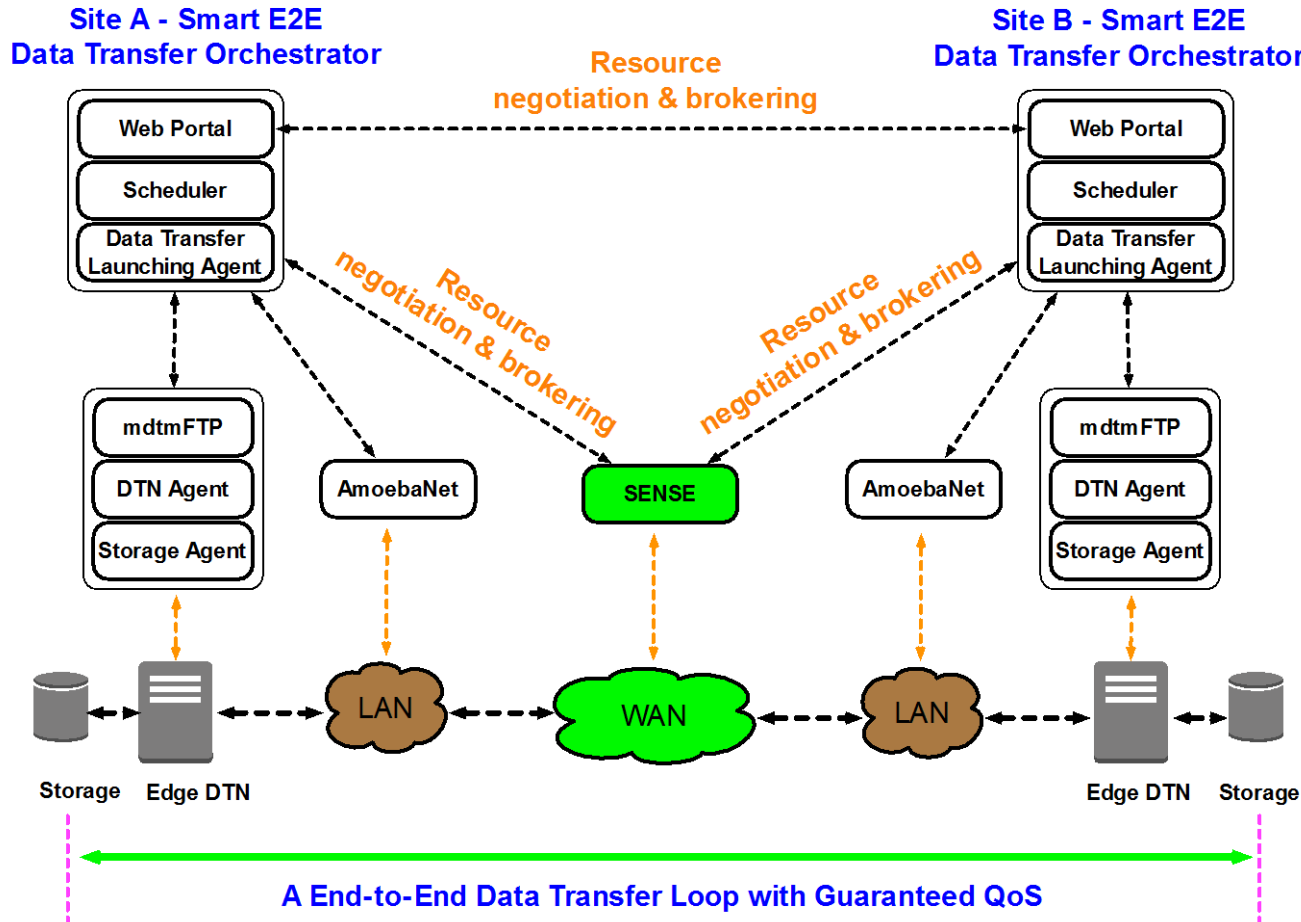 Site A - Smart E2E
Data Transfer Orchestrator
Site B - Smart E2E
Data Transfer Orchestrator
Resource
negotiation & brokering
Web Portal
Scheduler
Data Transfer
Launching Agent
Web Portal
Scheduler
Data Transfer
Launching Agent
Resource
negotiation & brokering
Resource
negotiation & brokering
mdtmFTP
DTN Agent
Storage Agent
AmoebaNet
SENSE
AmoebaNet
mdtmFTP
DTN Agent
Storage Agent
LAN
WAN
LAN
Storage
Edge DTN
Edge DTN
Storage
A End-to-End Data Transfer Loop with Guaranteed QoS